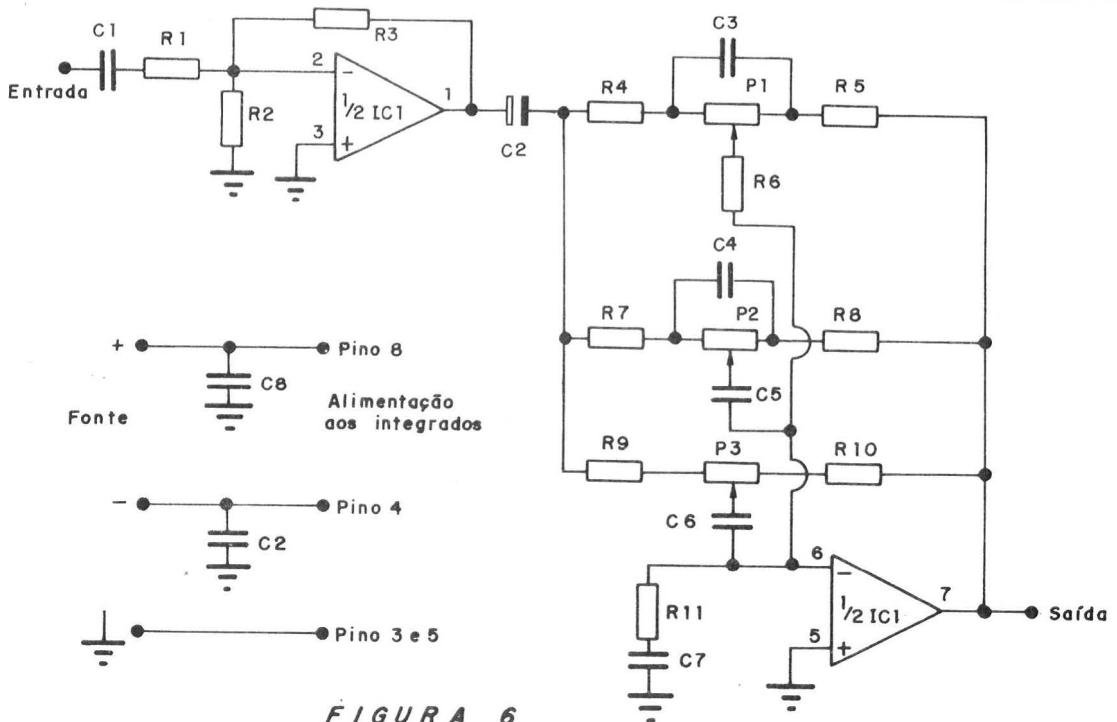 C1
R1
R3
Entrada
R2
2
-
1/2 IC1
1
3
+
C2
C3
R4
P1
R5
R6
C4
R7
P2
R8
C5
R9
P3
R10
C6
6
-
R11
1/2 IC1
7
Saída
5
+
C7
+
Pino 8
C8
Fonte
Alimentação
aos integrados
-
Pino 4
C2
Pino 3 e 5
FIGURA 6